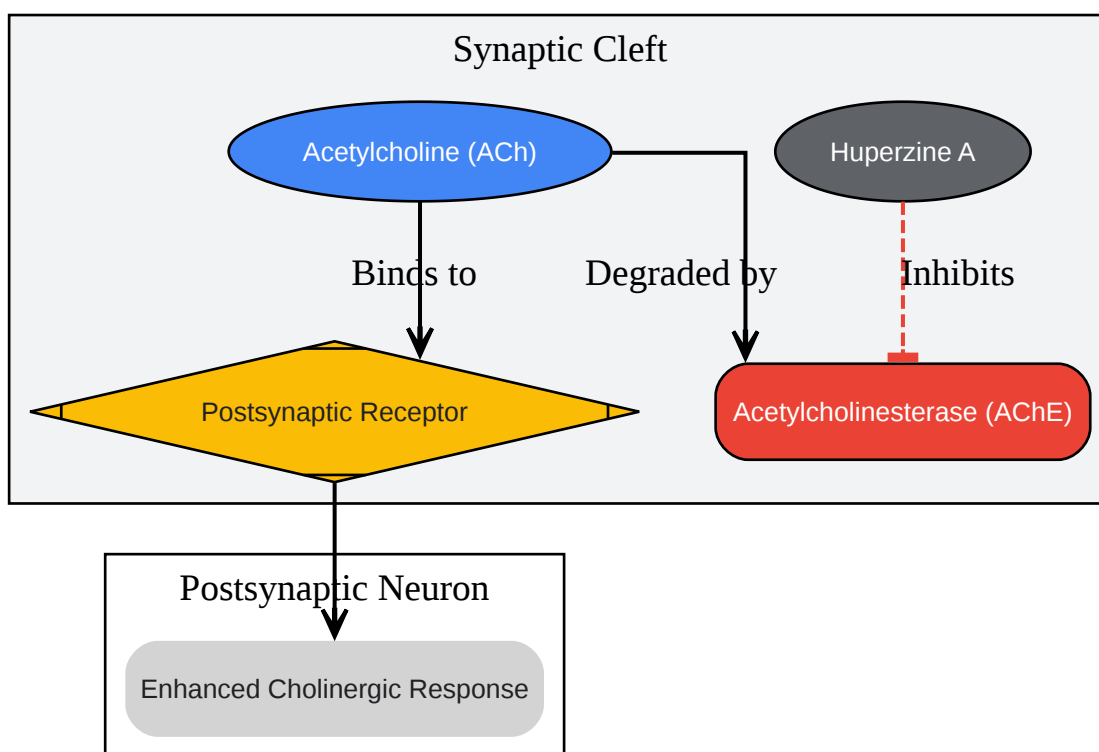 Synaptic Cleft
Acetylcholine (ACh)
Huperzine A
Binds to
Degraded by
Inhibits
Postsynaptic Receptor
Acetylcholinesterase (AChE)
Postsynaptic Neuron
Enhanced Cholinergic Response